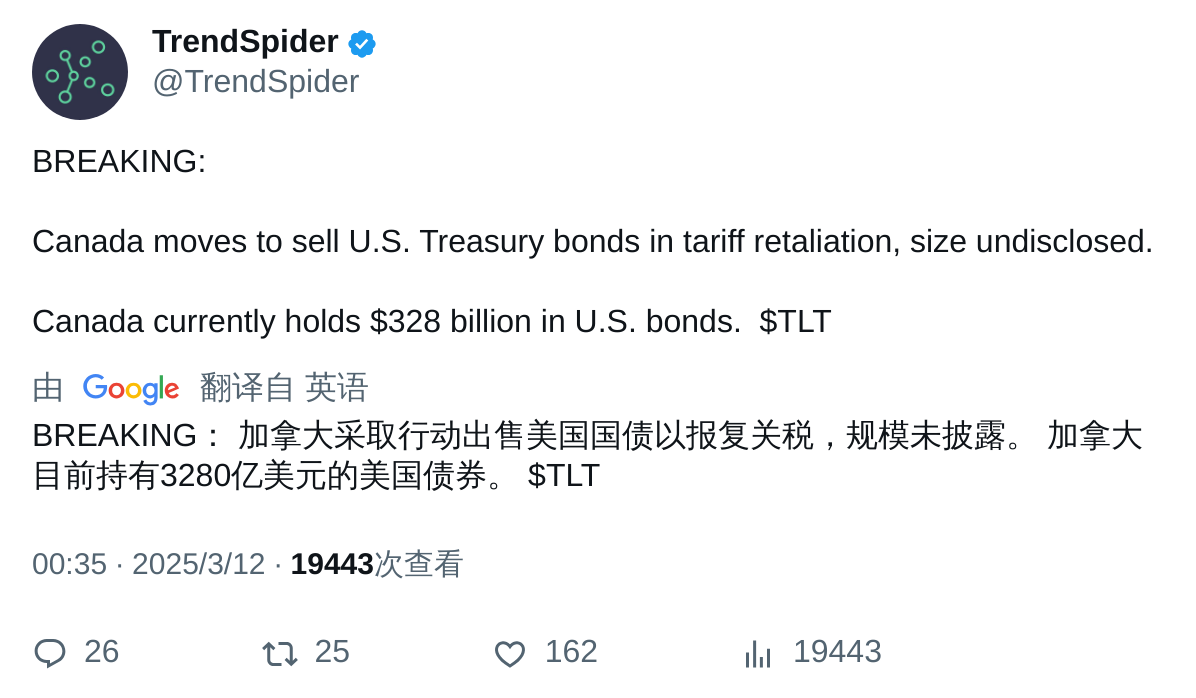 TrendSpider
@TrendSpider
BREAKING:
Canada moves to sell U.S. Treasury bonds in tariff retaliation, size undisclosed.
Canada currently holds $328 billion in U.S. bonds.  $TLT
由 Google 翻译自 英语
BREAKING： 加拿大采取行动出售美国国债以报复关税，规模未披露。 加拿大
目前持有3280亿美元的美国债券。 $TLT
00:35 · 2025/3/12 · 19443次查看
26 25 162 19443